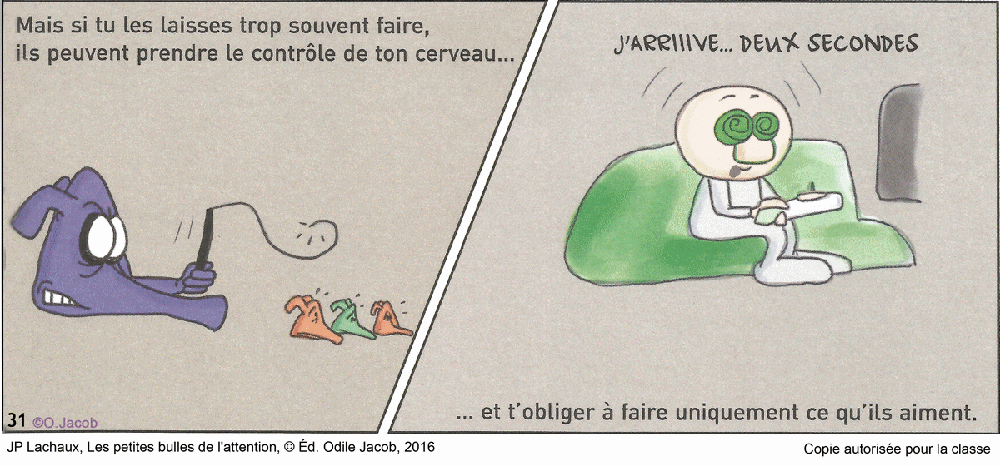 Mais si tu les laisses trop souvent faire,
ils peuvent prendre le contrôle de ton cerveau...
J'ARRIIIVE... DEUX SECONDES
... et t'obliger à faire uniquement ce qu'ils aiment.
31 ©O.Jacob
JP Lachaux, Les petites bulles de l'attention, © Éd. Odile Jacob, 2016
Copie autorisée pour la classe